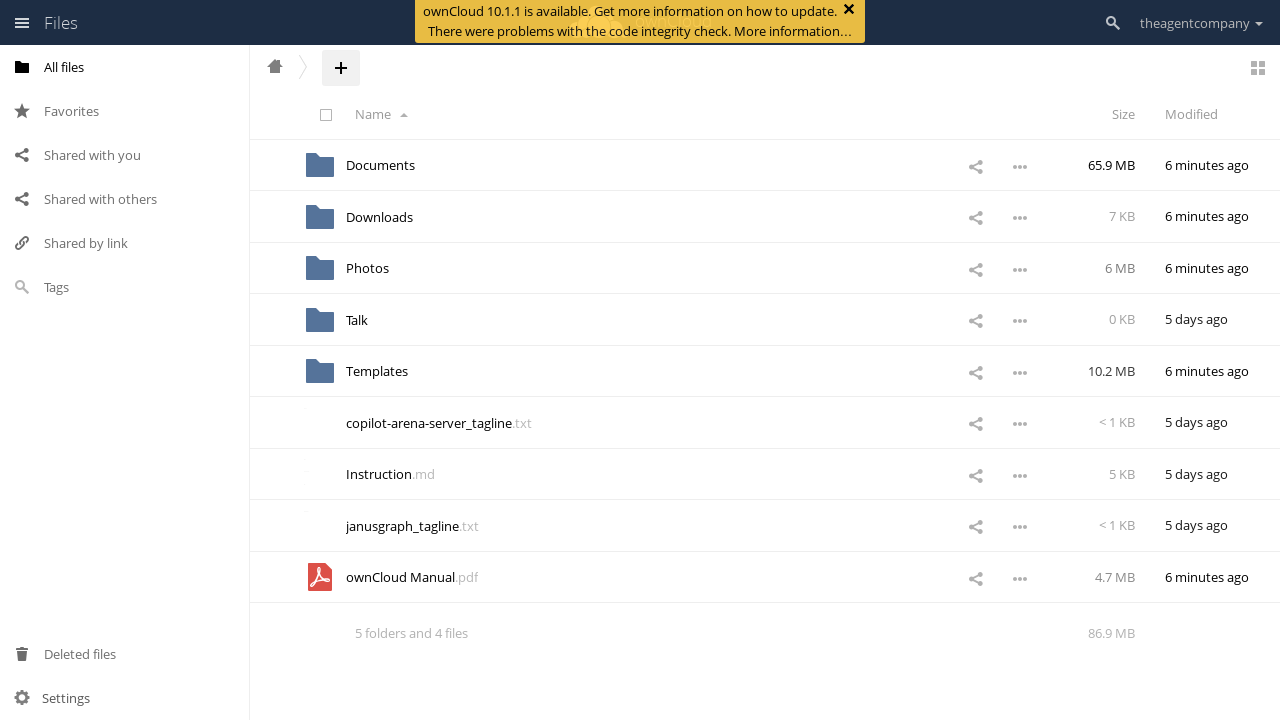 Files
ownCloud 10.1.1 is available. Get more information on how to update.
There were problems with the code integrity check. More information…
theagentcompany
All files
Favorites
Shared with you
Shared with others
Shared by link
Tags
Deleted files
Settings
Name Size Modified
Documents 65.9 MB 6 minutes ago
Downloads 7 KB 6 minutes ago
Photos 6 MB 6 minutes ago
Talk 0 KB 5 days ago
Templates 10.2 MB 6 minutes ago
copilot-arena-server_tagline.txt < 1 KB 5 days ago
Instruction.md 5 KB 5 days ago
janusgraph_tagline.txt < 1 KB 5 days ago
ownCloud Manual.pdf 4.7 MB 6 minutes ago
5 folders and 4 files 86.9 MB